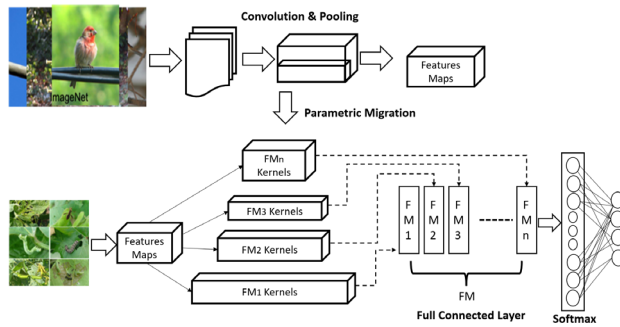 Convolution & Pooling
ImageNet
Features
Maps
Parametric Migration
FMn
Kernels
FM3 Kernels
Features
Maps
FM2 Kernels
FM1 Kernels
F
M
1
F
M
2
F
M
3
F
M
n
FM
Full Connected Layer
Softmax